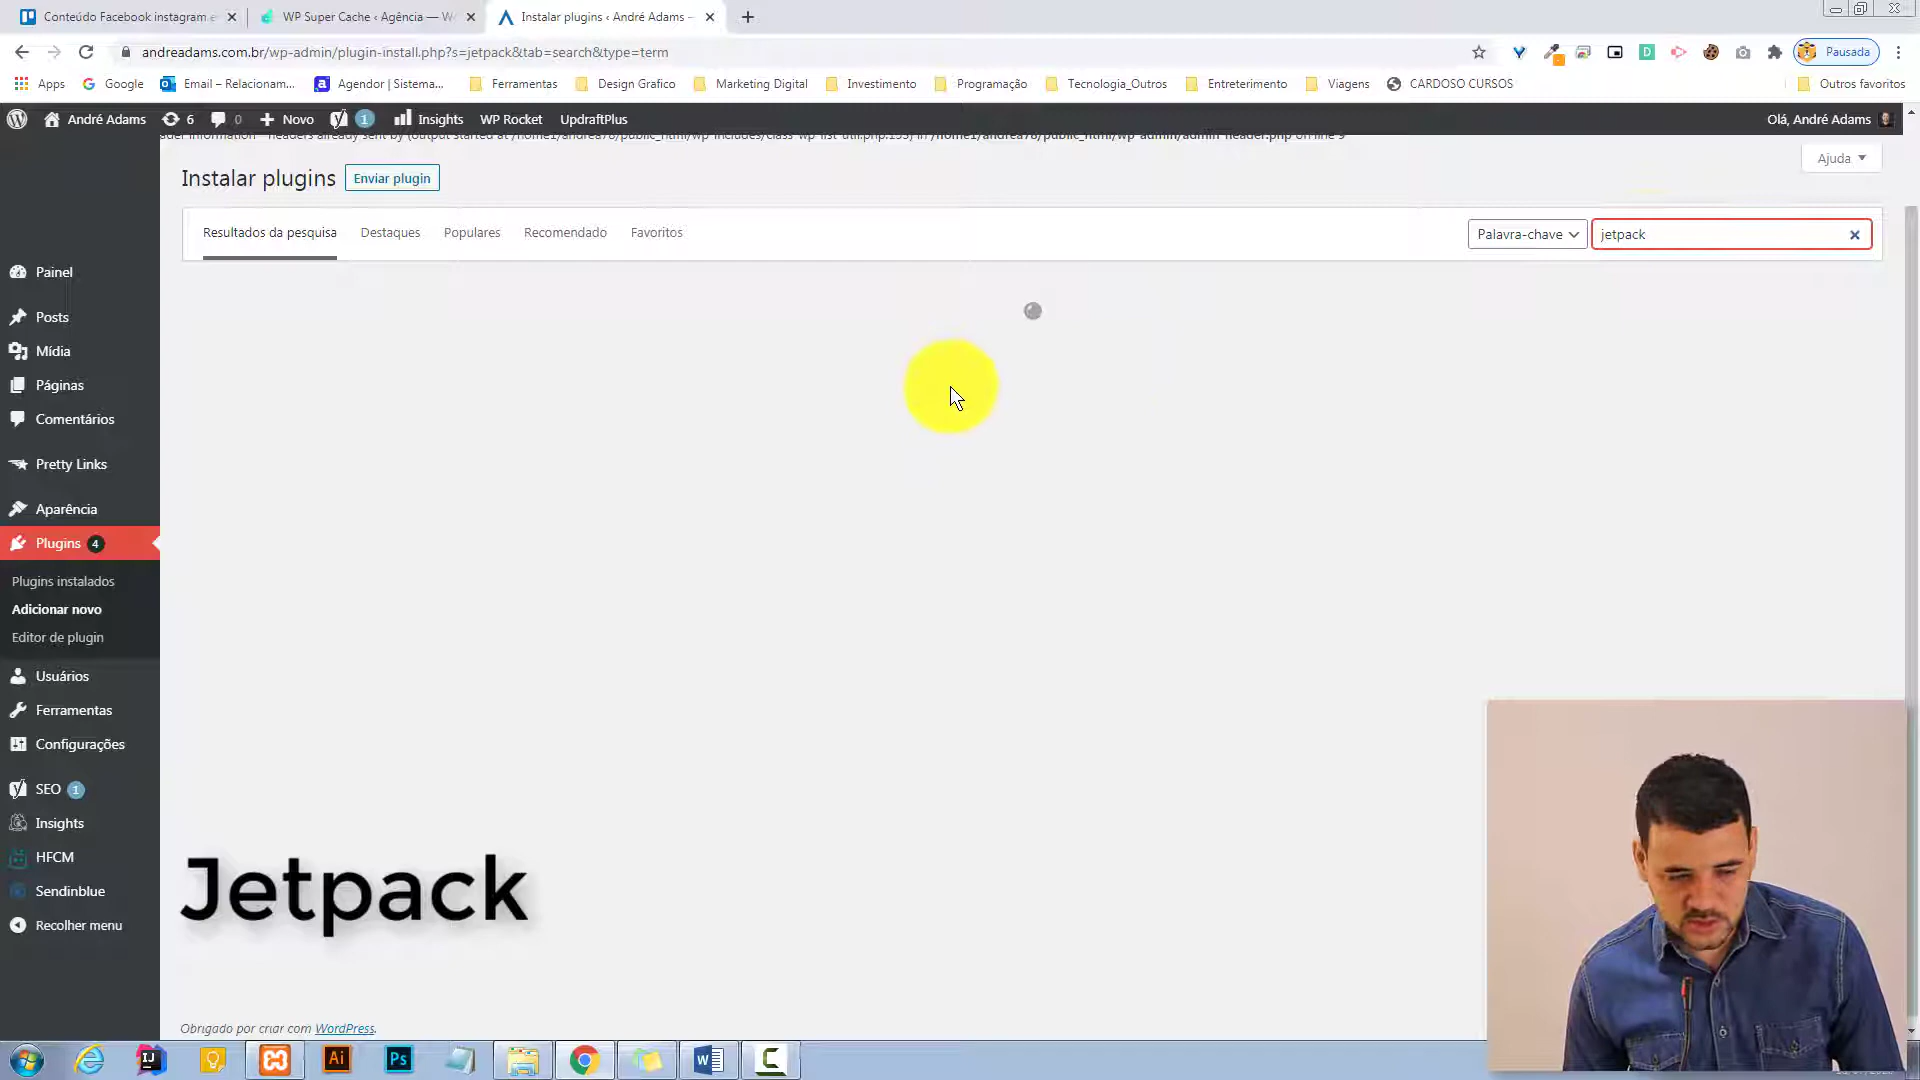 Conteúdo Facebook instagram e
WP Super Cache ‹ Agência — W
Instalar plugins ‹ André Adams –
andreadams.com.br/wp-admin/plugin-install.php?s=jetpack&tab=search&type=term
Pausada
Apps
Google
Email – Relacionam...
Agendor | Sistema...
Ferramentas
Design Grafico
Marketing Digital
Investimento
Programação
Tecnologia_Outros
Entreterimento
Viagens
CARDOSO CURSOS
Outros favoritos
André Adams
6
0
Novo
1
Insights
WP Rocket
UpdraftPlus
Olá, André Adams
Ajuda
Instalar plugins
Enviar plugin
Resultados da pesquisa
Destaques
Populares
Recomendado
Favoritos
Palavra-chave
jetpack
Painel
Posts
Mídia
Páginas
Comentários
Pretty Links
Aparência
Plugins 4
Plugins instalados
Adicionar novo
Editor de plugin
Usuários
Ferramentas
Configurações
SEO 1
Insights
HFCM
Sendinblue
Recolher menu
Jetpack
Obrigado por criar com WordPress.